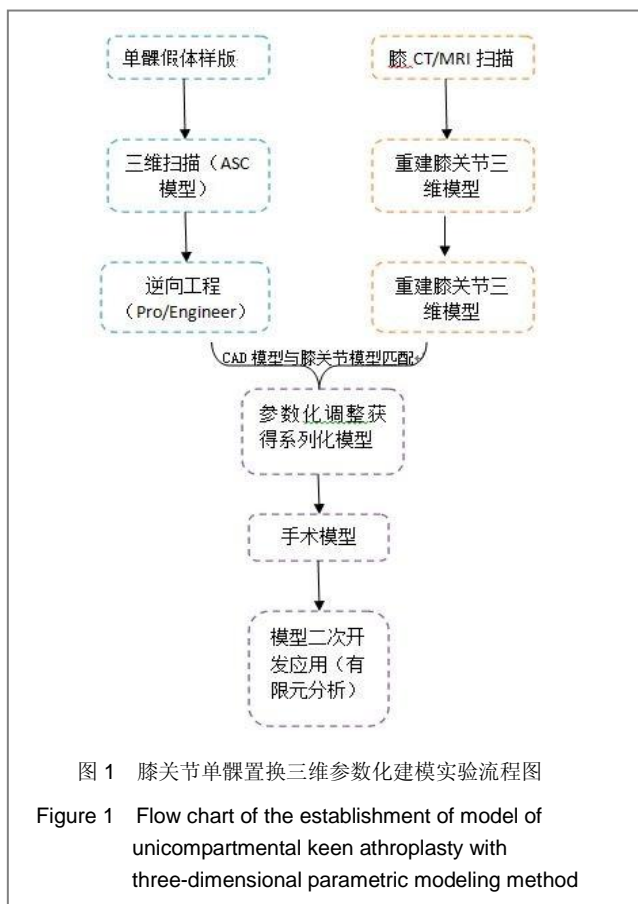 单髁假体样版
膝 CT/MRI 扫描
三维扫描（ASC
模型）
重建膝关节三
维模型
逆向工程
（Pro/Engineer）
重建膝关节三
维模型
CAD 模型与膝关节模型匹配
参数化调整获
得系列化模型
手术模型
模型二次开
发应用（有
限元分析）
图 1 膝关节单髁置换三维参数化建模实验流程图
Figure 1 Flow chart of the establishment of model of
unicompartmental keen athroplasty with
three-dimensional parametric modeling method